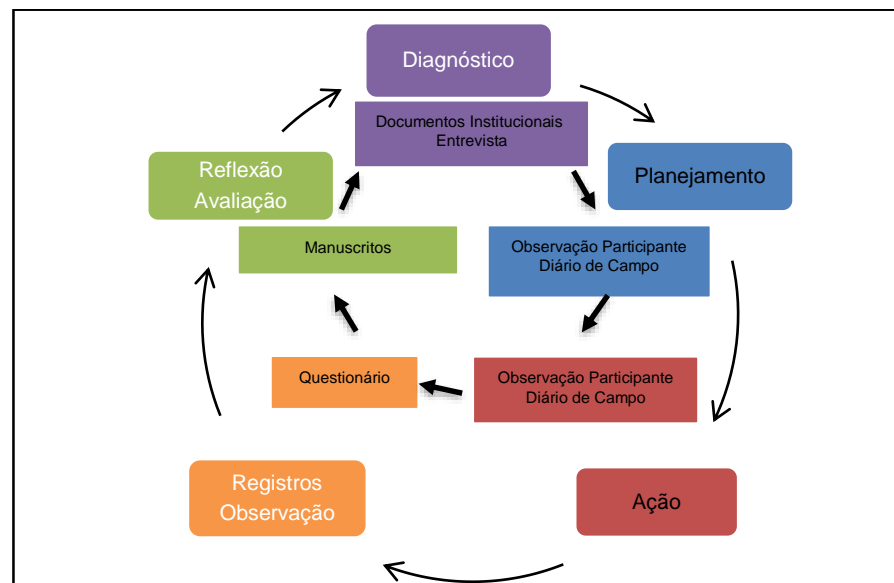 Diagnóstico
Documentos Institucionais
Entrevista
Planejamento
Observação Participante
Diário de Campo
Ação
Observação Participante
Diário de Campo
Registros
Observação
Questionário
Reflexão
Avaliação
Manuscritos